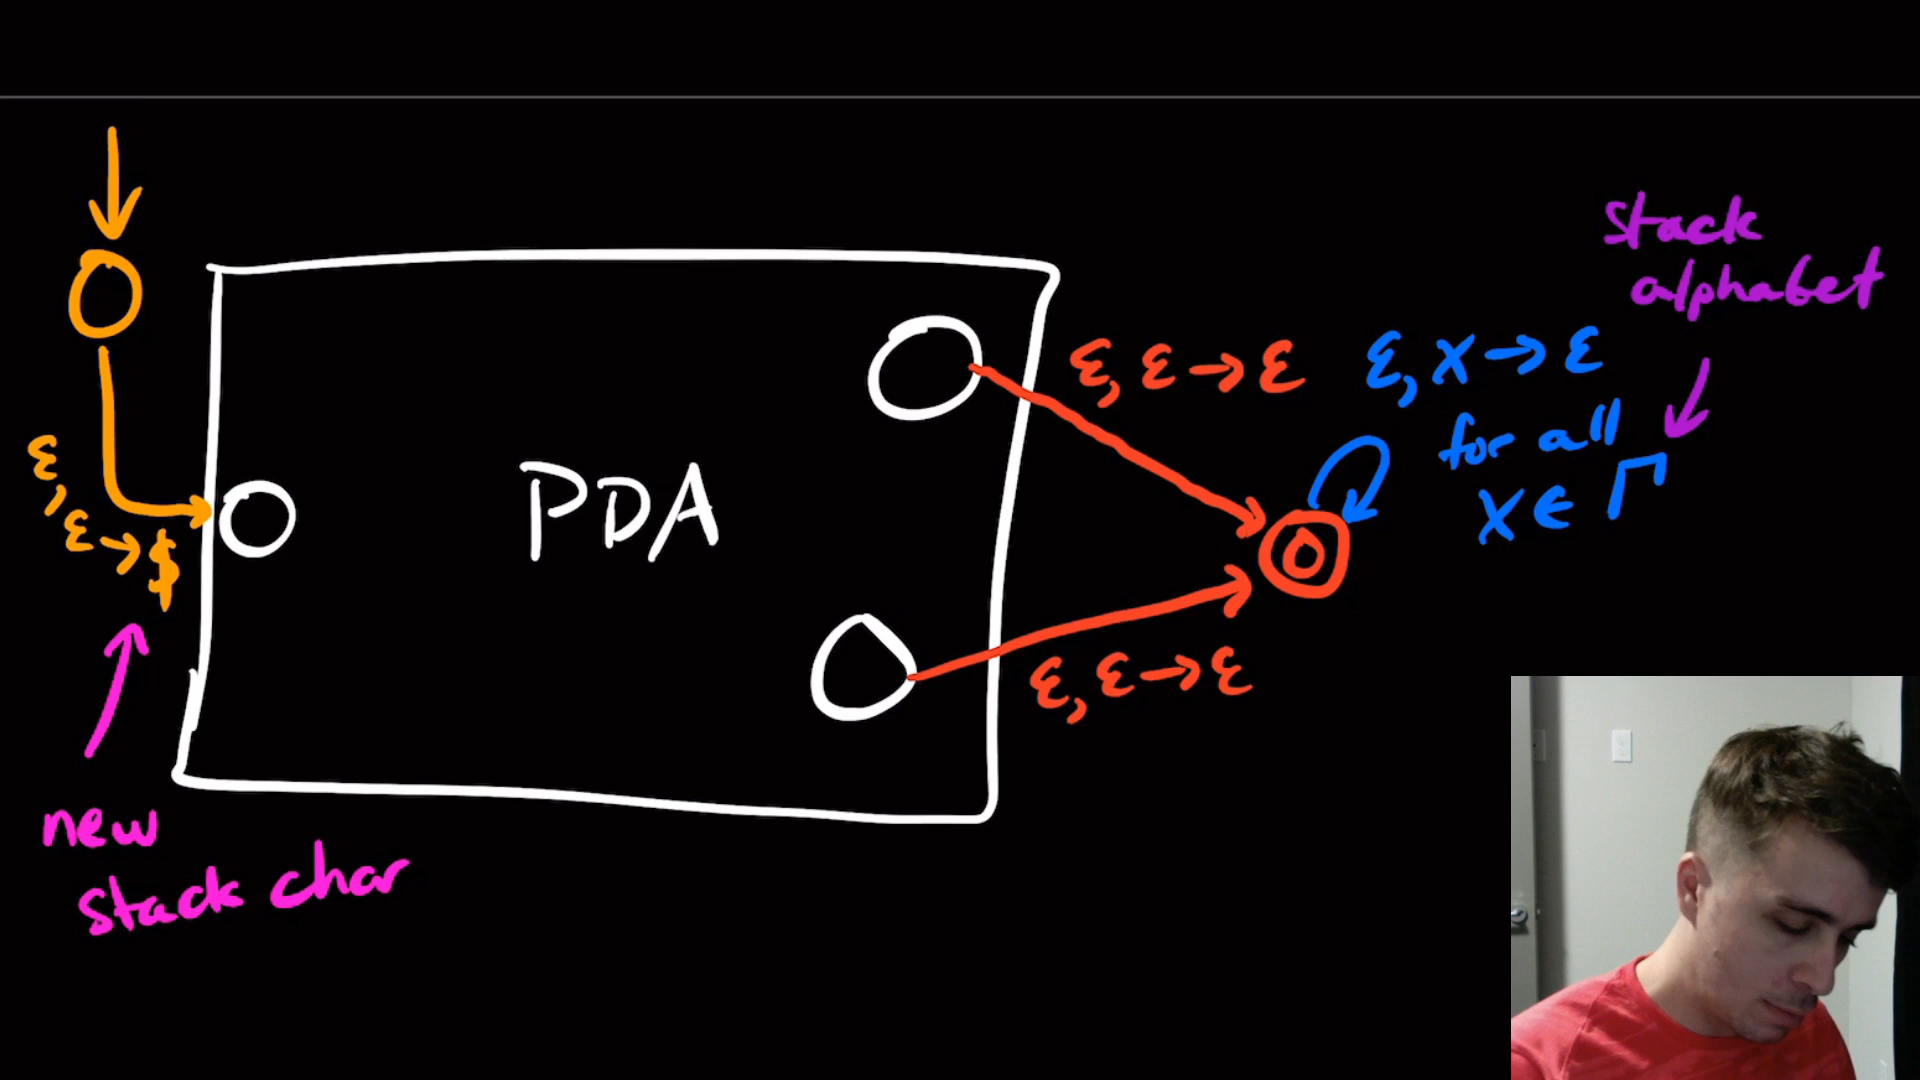 stack
alphabet
ε, ε→ε
ε, x→ε
for all
x∈Γ
ε, ε→$
PDA
ε, ε→ε
new
stack char